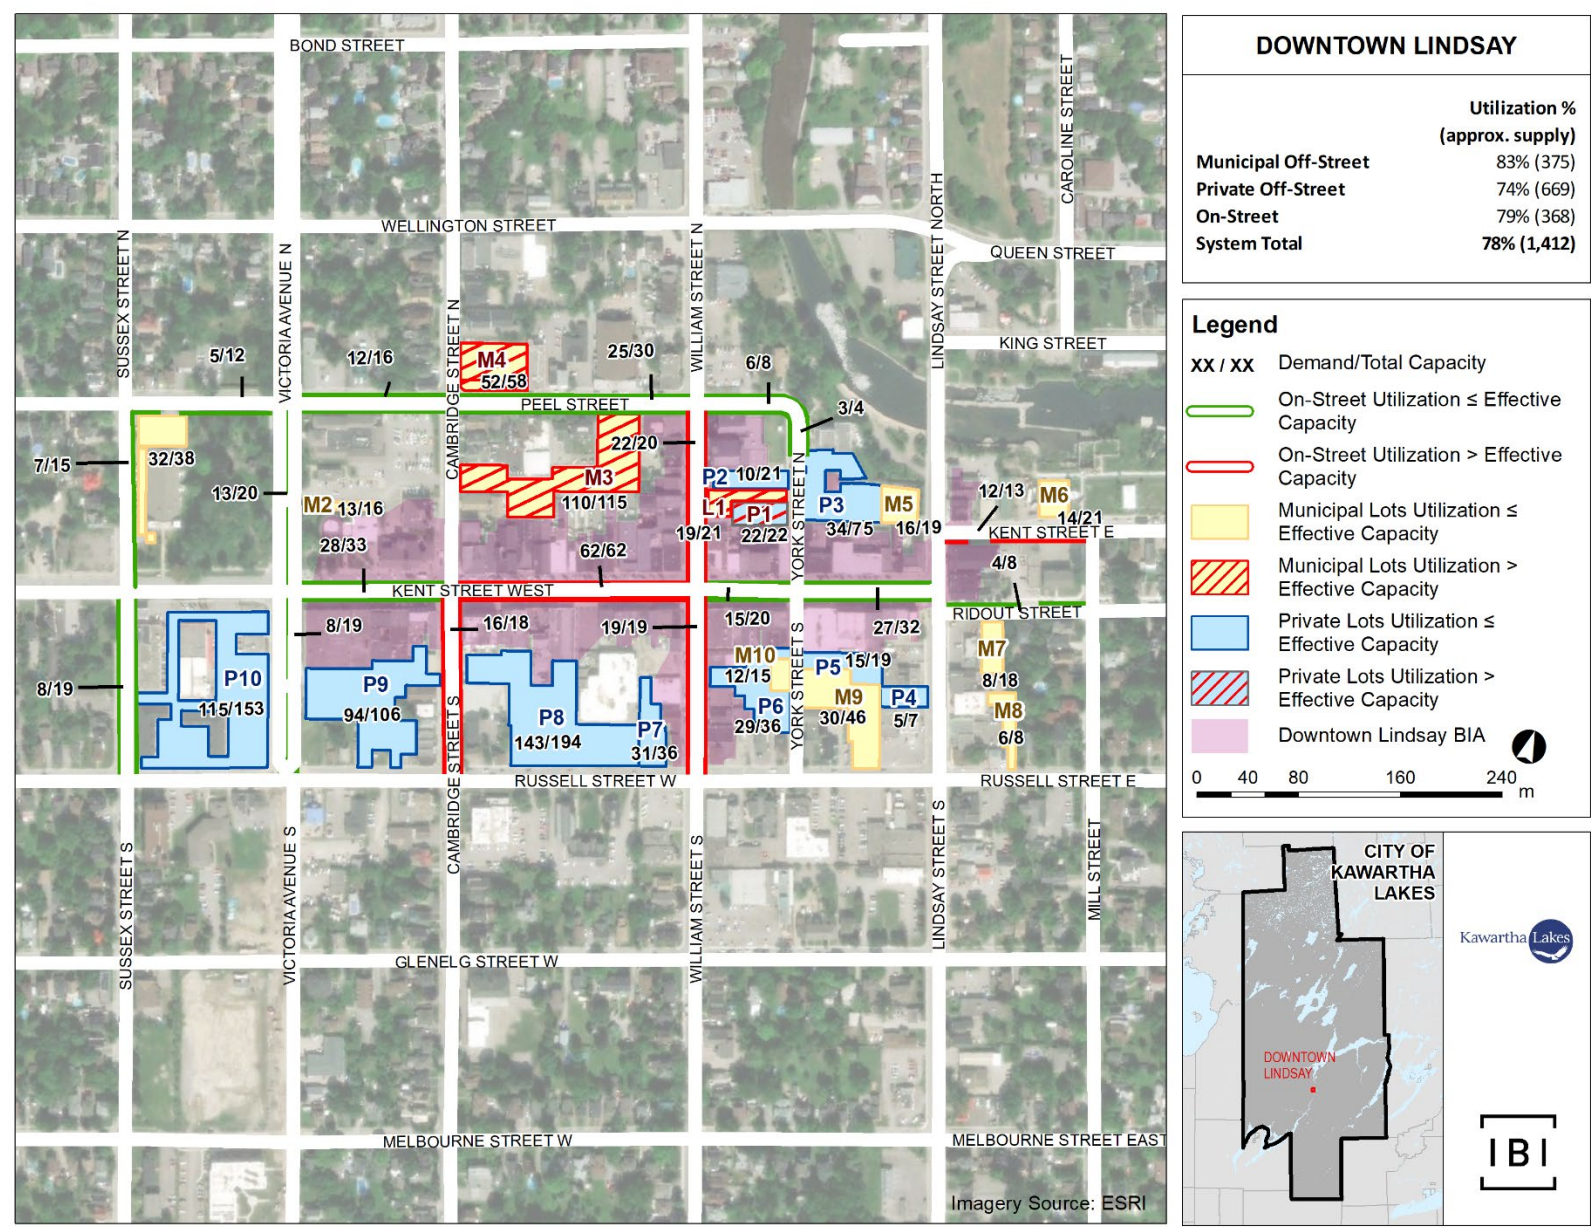 BOND STREET
CAROLINE STREET
WELLINGTON STREET
QUEEN STREET
LINDSAY STREET NORTH
SUSSEX STREET N
VICTORIA AVENUE N
CAMBRIDGE STREET N
WILLIAM STREET N
KING STREET
5/12
12/16
M4
52/58
25/30
6/8
PEEL STREET
3/4
22/20
7/15
32/38
13/20
M2
13/16
M3
110/115
P2
10/21
L1
P1
19/21
22/22
YORK STREET N
P3
34/75
M5
16/19
12/13
M6
14/21
KENT STREET E
28/33
62/62
4/8
KENT STREET WEST
15/20
27/32
RIDOUT STREET
8/19
16/18
19/19
M10
12/15
P5
15/19
M7
8/18
8/19
P10
115/153
P9
94/106
P8
143/194
P7
31/36
P6
29/36
YORK STREET S
M9
30/46
P4
5/7
M8
6/8
CAMBRIDGE STREET S
RUSSELL STREET W
RUSSELL STREET E
SUSSEX STREET S
VICTORIA AVENUE S
WILLIAM STREET S
LINDSAY STREET S
MILL STREET
GLENELG STREET W
MELBOURNE STREET W
MELBOURNE STREET EAST
Imagery Source: ESRI
DOWNTOWN LINDSAY
Utilization %
(approx. supply)
Municipal Off-Street 83% (375)
Private Off-Street 74% (669)
On-Street 79% (368)
System Total 78% (1,412)
Legend
XX / XX Demand/Total Capacity
On-Street Utilization ≤ Effective
Capacity
On-Street Utilization > Effective
Capacity
Municipal Lots Utilization ≤
Effective Capacity
Municipal Lots Utilization >
Effective Capacity
Private Lots Utilization ≤
Effective Capacity
Private Lots Utilization >
Effective Capacity
Downtown Lindsay BIA
0 40 80 160 240
m
CITY OF
KAWARTHA
LAKES
DOWNTOWN
LINDSAY
Kawartha Lakes
IBI